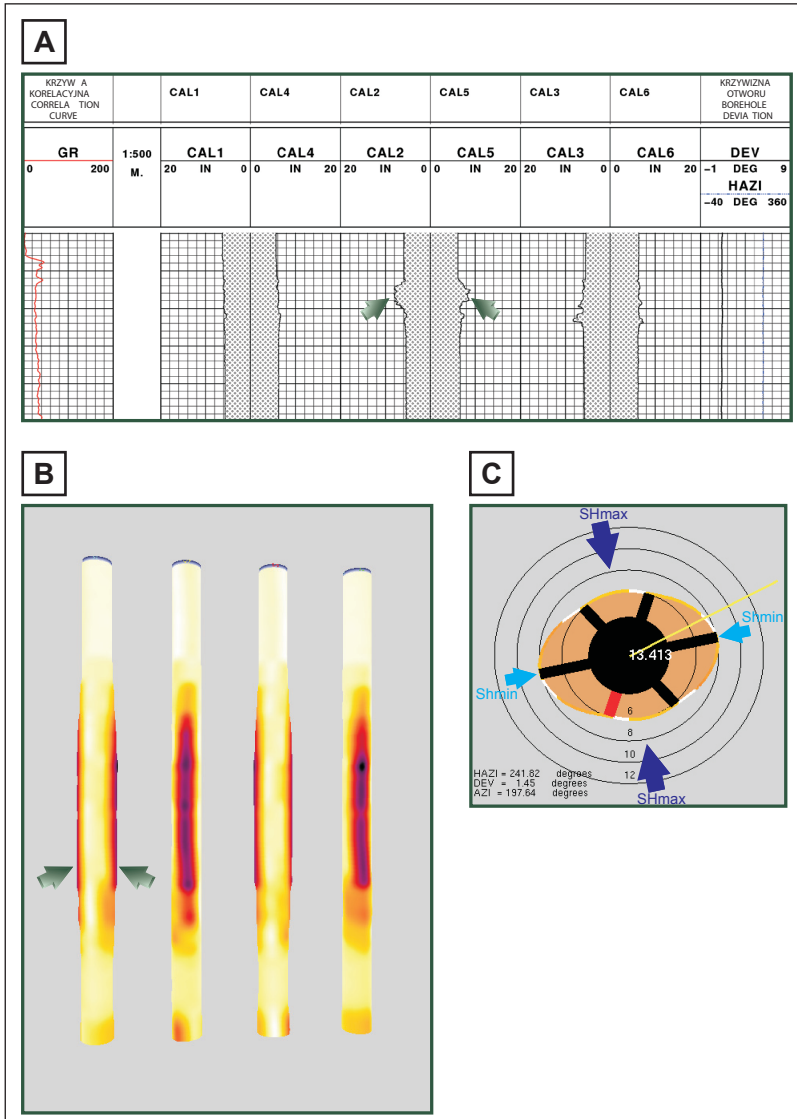 A
KRZYW A
KORELACYJNA
CORRELA TION
CURVE
CAL1
CAL4
CAL2
CAL5
CAL3
CAL6
KRZYWIZNA
OTWORU
BOREHOLE
DEVIA TION
GR
0 200
1:500
M.
CAL1
20 IN 0
CAL4
0 IN 20
CAL2
20 IN 0
CAL5
0 IN 20
CAL3
20 IN 0
CAL6
0 IN 20
DEV
-1 DEG 9
HAZI
-40 DEG 360
B
C
SHmax
Shmin
13.413
Shmin
6
8
10
12
HAZI = 241.82 degrees
DEV = 1.45 degrees
AZI = 197.64 degrees
SHmax